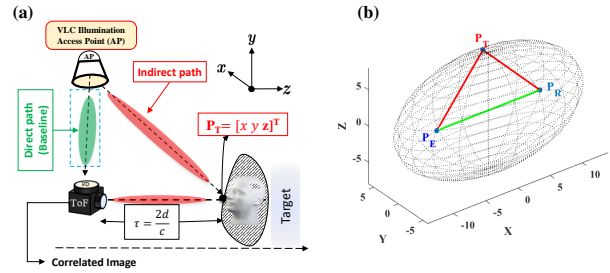 (a)
VLC Illumination
Access Point (AP)
AP
Direct path
(Baseline)
Indirect path
y
x
z
P_T= [x y z]^T
PD
ToF
τ = 2d/c
Target
Correlated Image
(b)
P_T
P_R
P_E
Z
5
0
-5
5
0
-5
Y
-10
-5
0
5
10
X